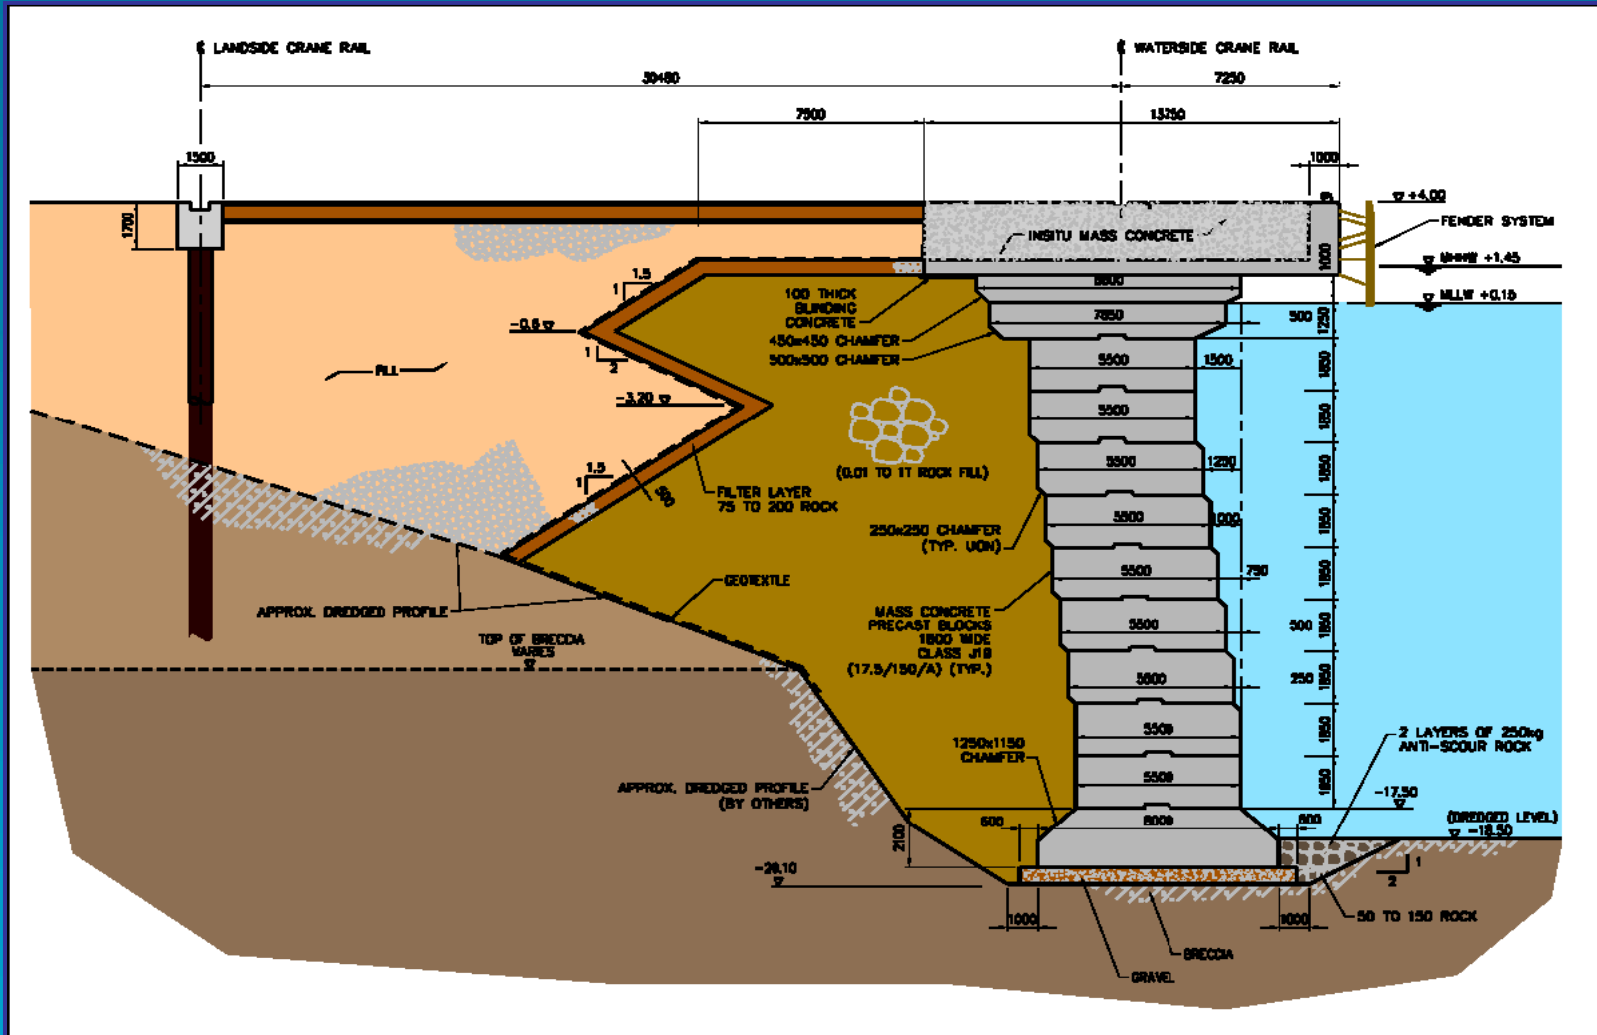 ℄ LANDSIDE CRANE RAIL
℄ WATERSIDE CRANE RAIL
30480
7250
7500
13750
1500
1000
1700
+4.00
FENDER SYSTEM
INSITU MASS CONCRETE
1000
MHHW +1.45
MLLW +0.15
1.5
1
100 THICK
BLINDING
CONCRETE
8800
7850
500
1250
-0.6
450x450 CHAMFER
500x500 CHAMFER
1
2
5500
1500
1850
FILL
-3.20
5500
1850
(0.01 TO 1T ROCK FILL)
5500
1250
1850
1.5
1
500
FILTER LAYER
75 TO 200 ROCK
250x250 CHAMFER
(TYP. UON)
5500
1000
1850
GEOTEXTILE
5500
750
1850
APPROX. DREDGED PROFILE
MASS CONCRETE
PRECAST BLOCKS
1800 WIDE
CLASS J19
(17.5/150/A) (TYP.)
5500
500
1850
TOP OF BRECCIA
VARIES
5500
250
1850
5500
1850
2 LAYERS OF 250kg
ANTI-SCOUR ROCK
1250x1150
CHAMFER
5500
1850
APPROX. DREDGED PROFILE
(BY OTHERS)
-17.50
600
8000
600
(DREDGED LEVEL)
-18.50
2100
1
2
1000
1000
50 TO 150 ROCK
BRECCIA
GRAVEL